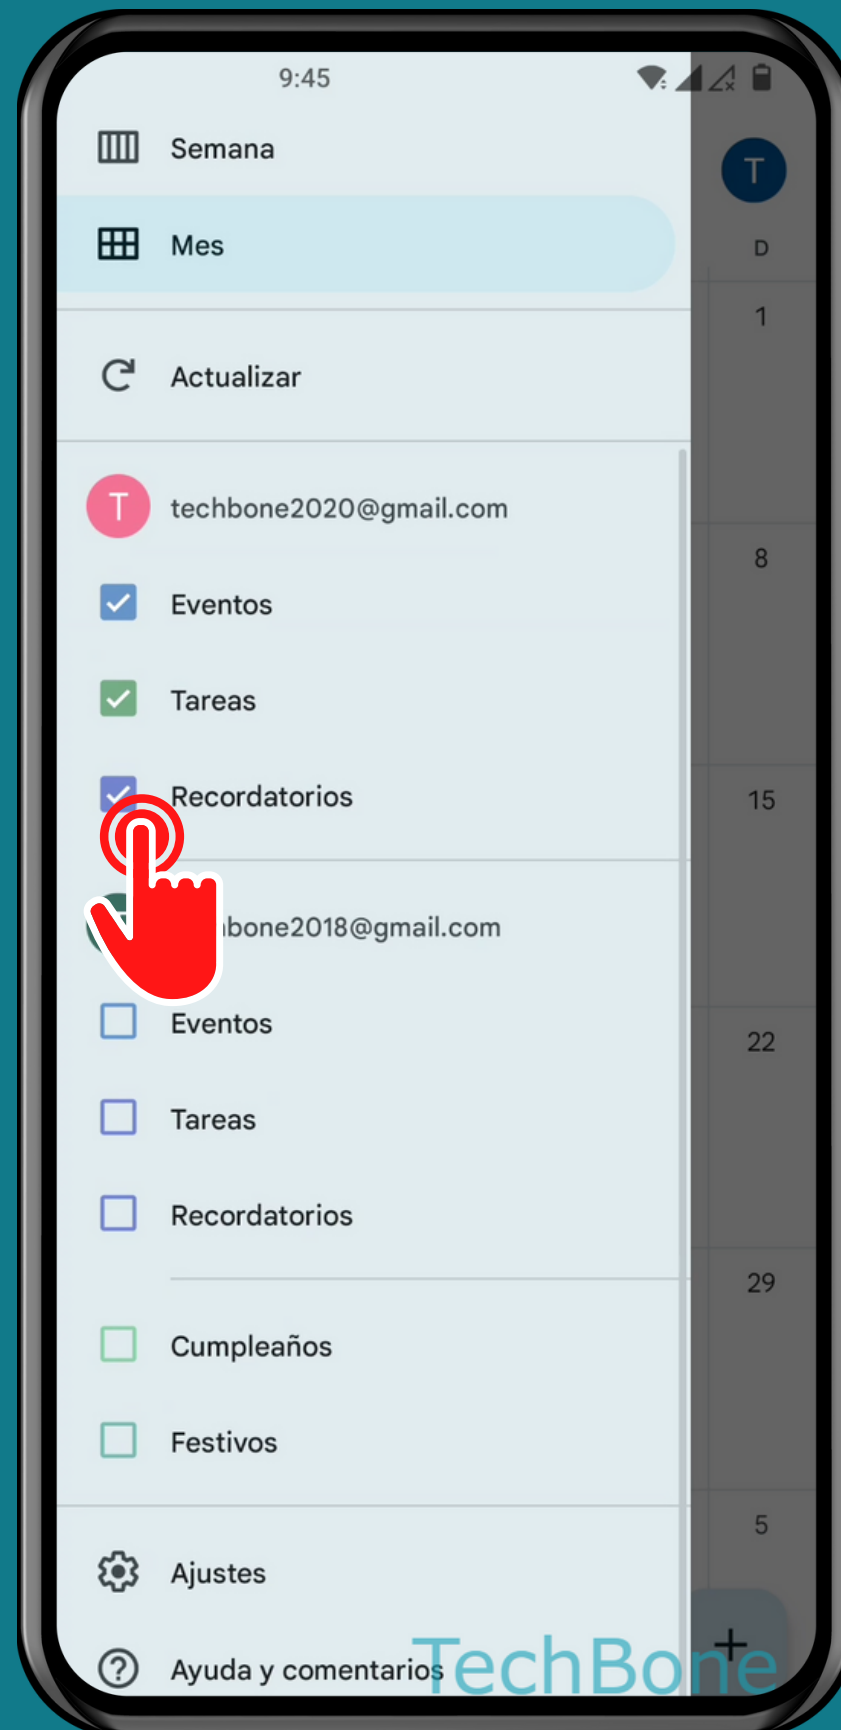 9:45
Semana
T
Mes
D
1
Actualizar
T
techbone2020@gmail.com
8
Eventos
Tareas
Recordatorios
15
bone2018@gmail.com
Eventos
22
Tareas
Recordatorios
29
Cumpleaños
Festivos
5
Ajustes
Ayuda y comentarios
TechBone